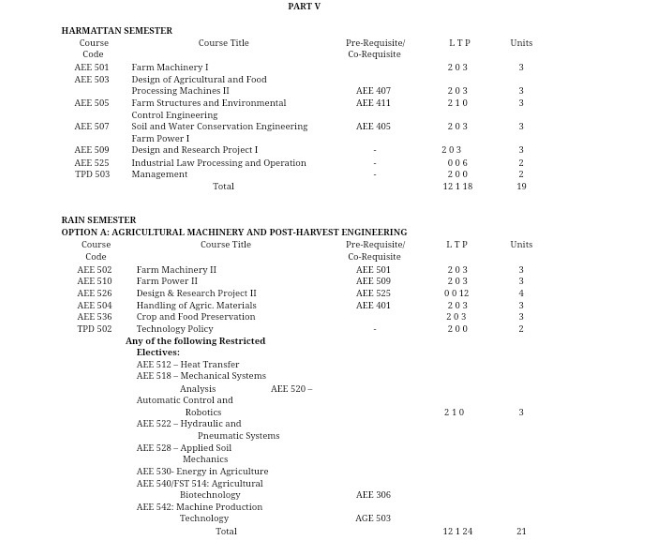 PART V
HARMATTAN SEMESTER
Course Course Title Pre-Requisite/ L T P Units
Code Co-Requisite
AEE 501 Farm Machinery I 2 0 3 3
AEE 503 Design of Agricultural and Food
Processing Machines II AEE 407 2 0 3 3
AEE 505 Farm Structures and Environmental AEE 411 2 1 0 3
Control Engineering
AEE 507 Soil and Water Conservation Engineering AEE 405 2 0 3 3
Farm Power I
AEE 509 Design and Research Project I - 2 0 3 3
AEE 525 Industrial Law Processing and Operation - 0 0 6 2
TPD 503 Management - 2 0 0 2
Total 12 1 18 19
RAIN SEMESTER
OPTION A: AGRICULTURAL MACHINERY AND POST-HARVEST ENGINEERING
Course Course Title Pre-Requisite/ L T P Units
Code Co-Requisite
AEE 502 Farm Machinery II AEE 501 2 0 3 3
AEE 510 Farm Power II AEE 509 2 0 3 3
AEE 526 Design & Research Project II AEE 525 0 0 12 4
AEE 504 Handling of Agric. Materials AEE 401 2 0 3 3
AEE 536 Crop and Food Preservation 2 0 3 3
TPD 502 Technology Policy - 2 0 0 2
Any of the following Restricted
Electives:
AEE 512 – Heat Transfer
AEE 518 – Mechanical Systems
Analysis AEE 520 –
Automatic Control and
Robotics 2 1 0 3
AEE 522 – Hydraulic and
Pneumatic Systems
AEE 528 – Applied Soil
Mechanics
AEE 530- Energy in Agriculture
AEE 540/FST 514: Agricultural
Biotechnology AEE 306
AEE 542: Machine Production
Technology AGE 503
Total 12 1 24 21